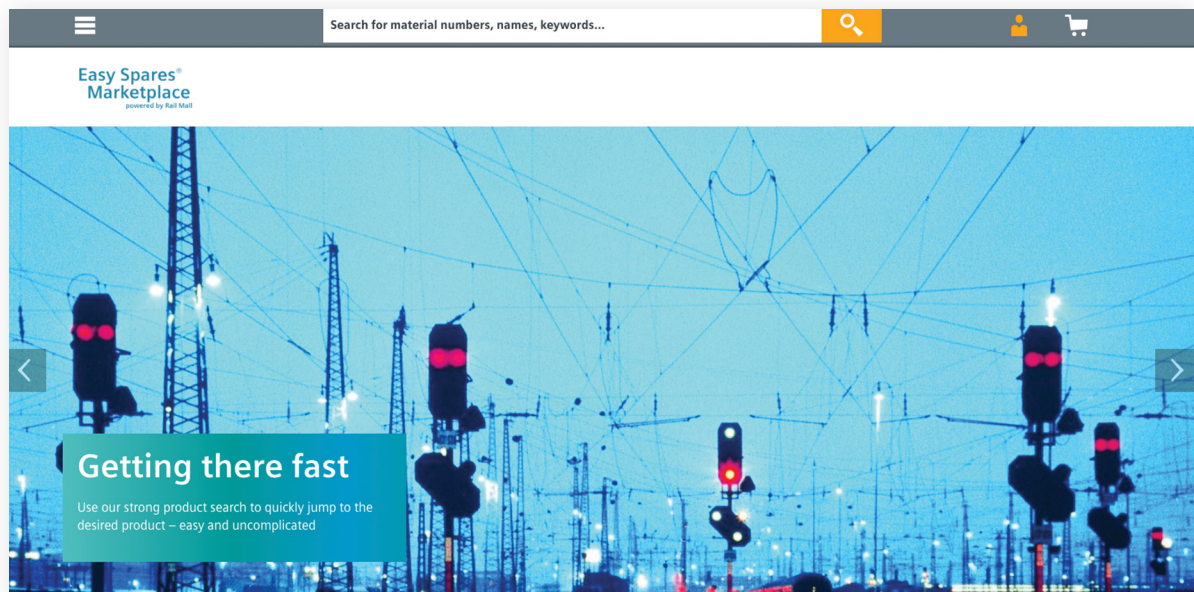 Search for material numbers, names, keywords...
Easy Spares®
Marketplace
powered by Rail Mall
Getting there fast
Use our strong product search to quickly jump to the
desired product – easy and uncomplicated